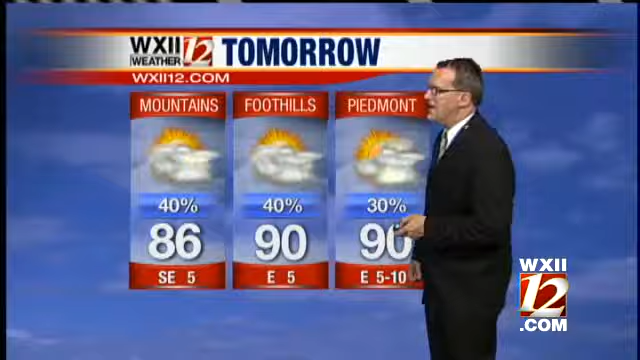 WXII 12 TOMORROW
WEATHER
WXII12.COM
MOUNTAINS FOOTHILLS PIEDMONT
40% 40% 30%
86 90 90
SE 5 E 5 E 5-10
WXII
12
.COM